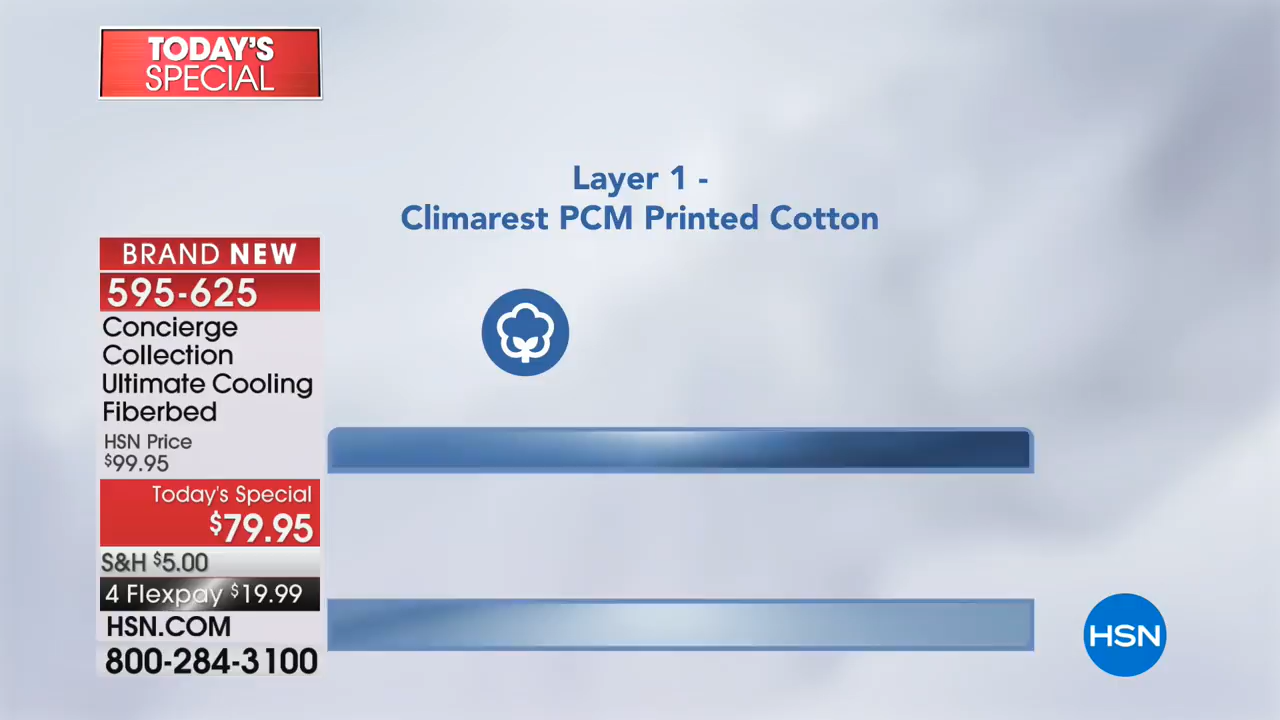 TODAY'S
SPECIAL
Layer 1 -
Climarest PCM Printed Cotton
BRAND NEW
595-625
Concierge
Collection
Ultimate Cooling
Fiberbed
HSN Price
$99.95
Today's Special
$79.95
S&H $5.00
4 Flexpay $19.99
HSN.COM
800-284-3100
HSN